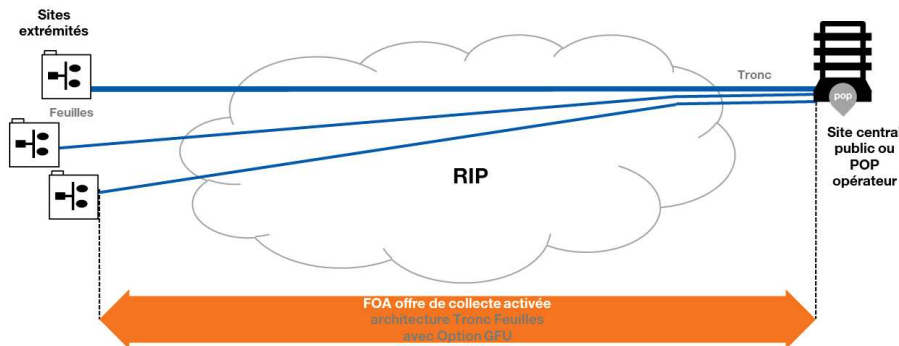 Sites
extrémités
Tronc
pop
Feuilles
Site central
public ou
POP
opérateur
RIP
FOA offre de collecte activée
architecture Tronc Feuilles
avec Option GFU